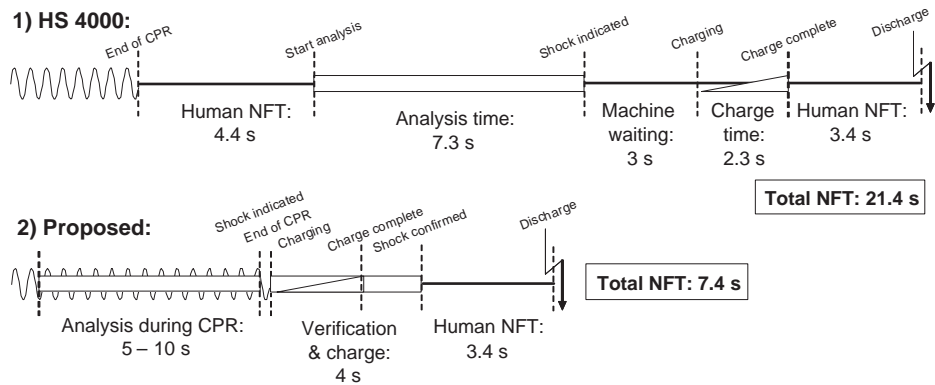 1) HS 4000:
End of CPR
Start analysis
Shock indicated
Charging
Charge complete
Discharge
Human NFT:
4.4 s
Analysis time:
7.3 s
Machine
waiting:
3 s
Charge
time:
2.3 s
Human NFT:
3.4 s
Total NFT: 21.4 s
2) Proposed:
Shock indicated
End of CPR
Charging
Charge complete
Shock confirmed
Discharge
Total NFT: 7.4 s
Analysis during CPR:
5 – 10 s
Verification
& charge:
4 s
Human NFT:
3.4 s